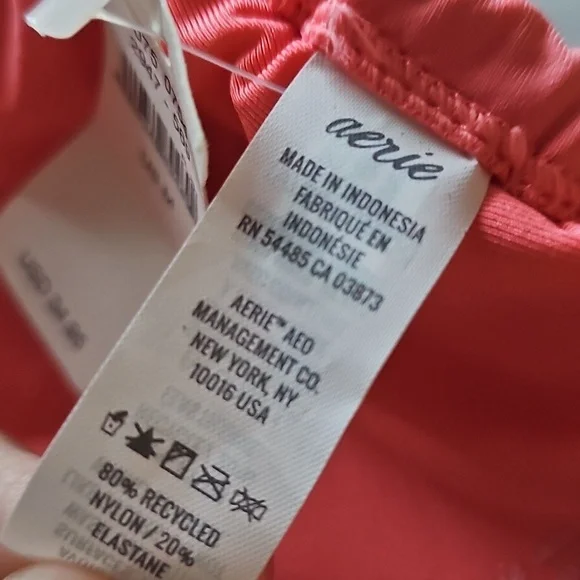 aerie
MADE IN INDONESIA
FABRIQUÉ EN
INDONÉSIE
RN 54485 CA 03873
AERIE™ AEO
MANAGEMENT CO.
NEW YORK, NY
10016 USA
80% RECYCLED
NYLON / 20%
ELASTANE